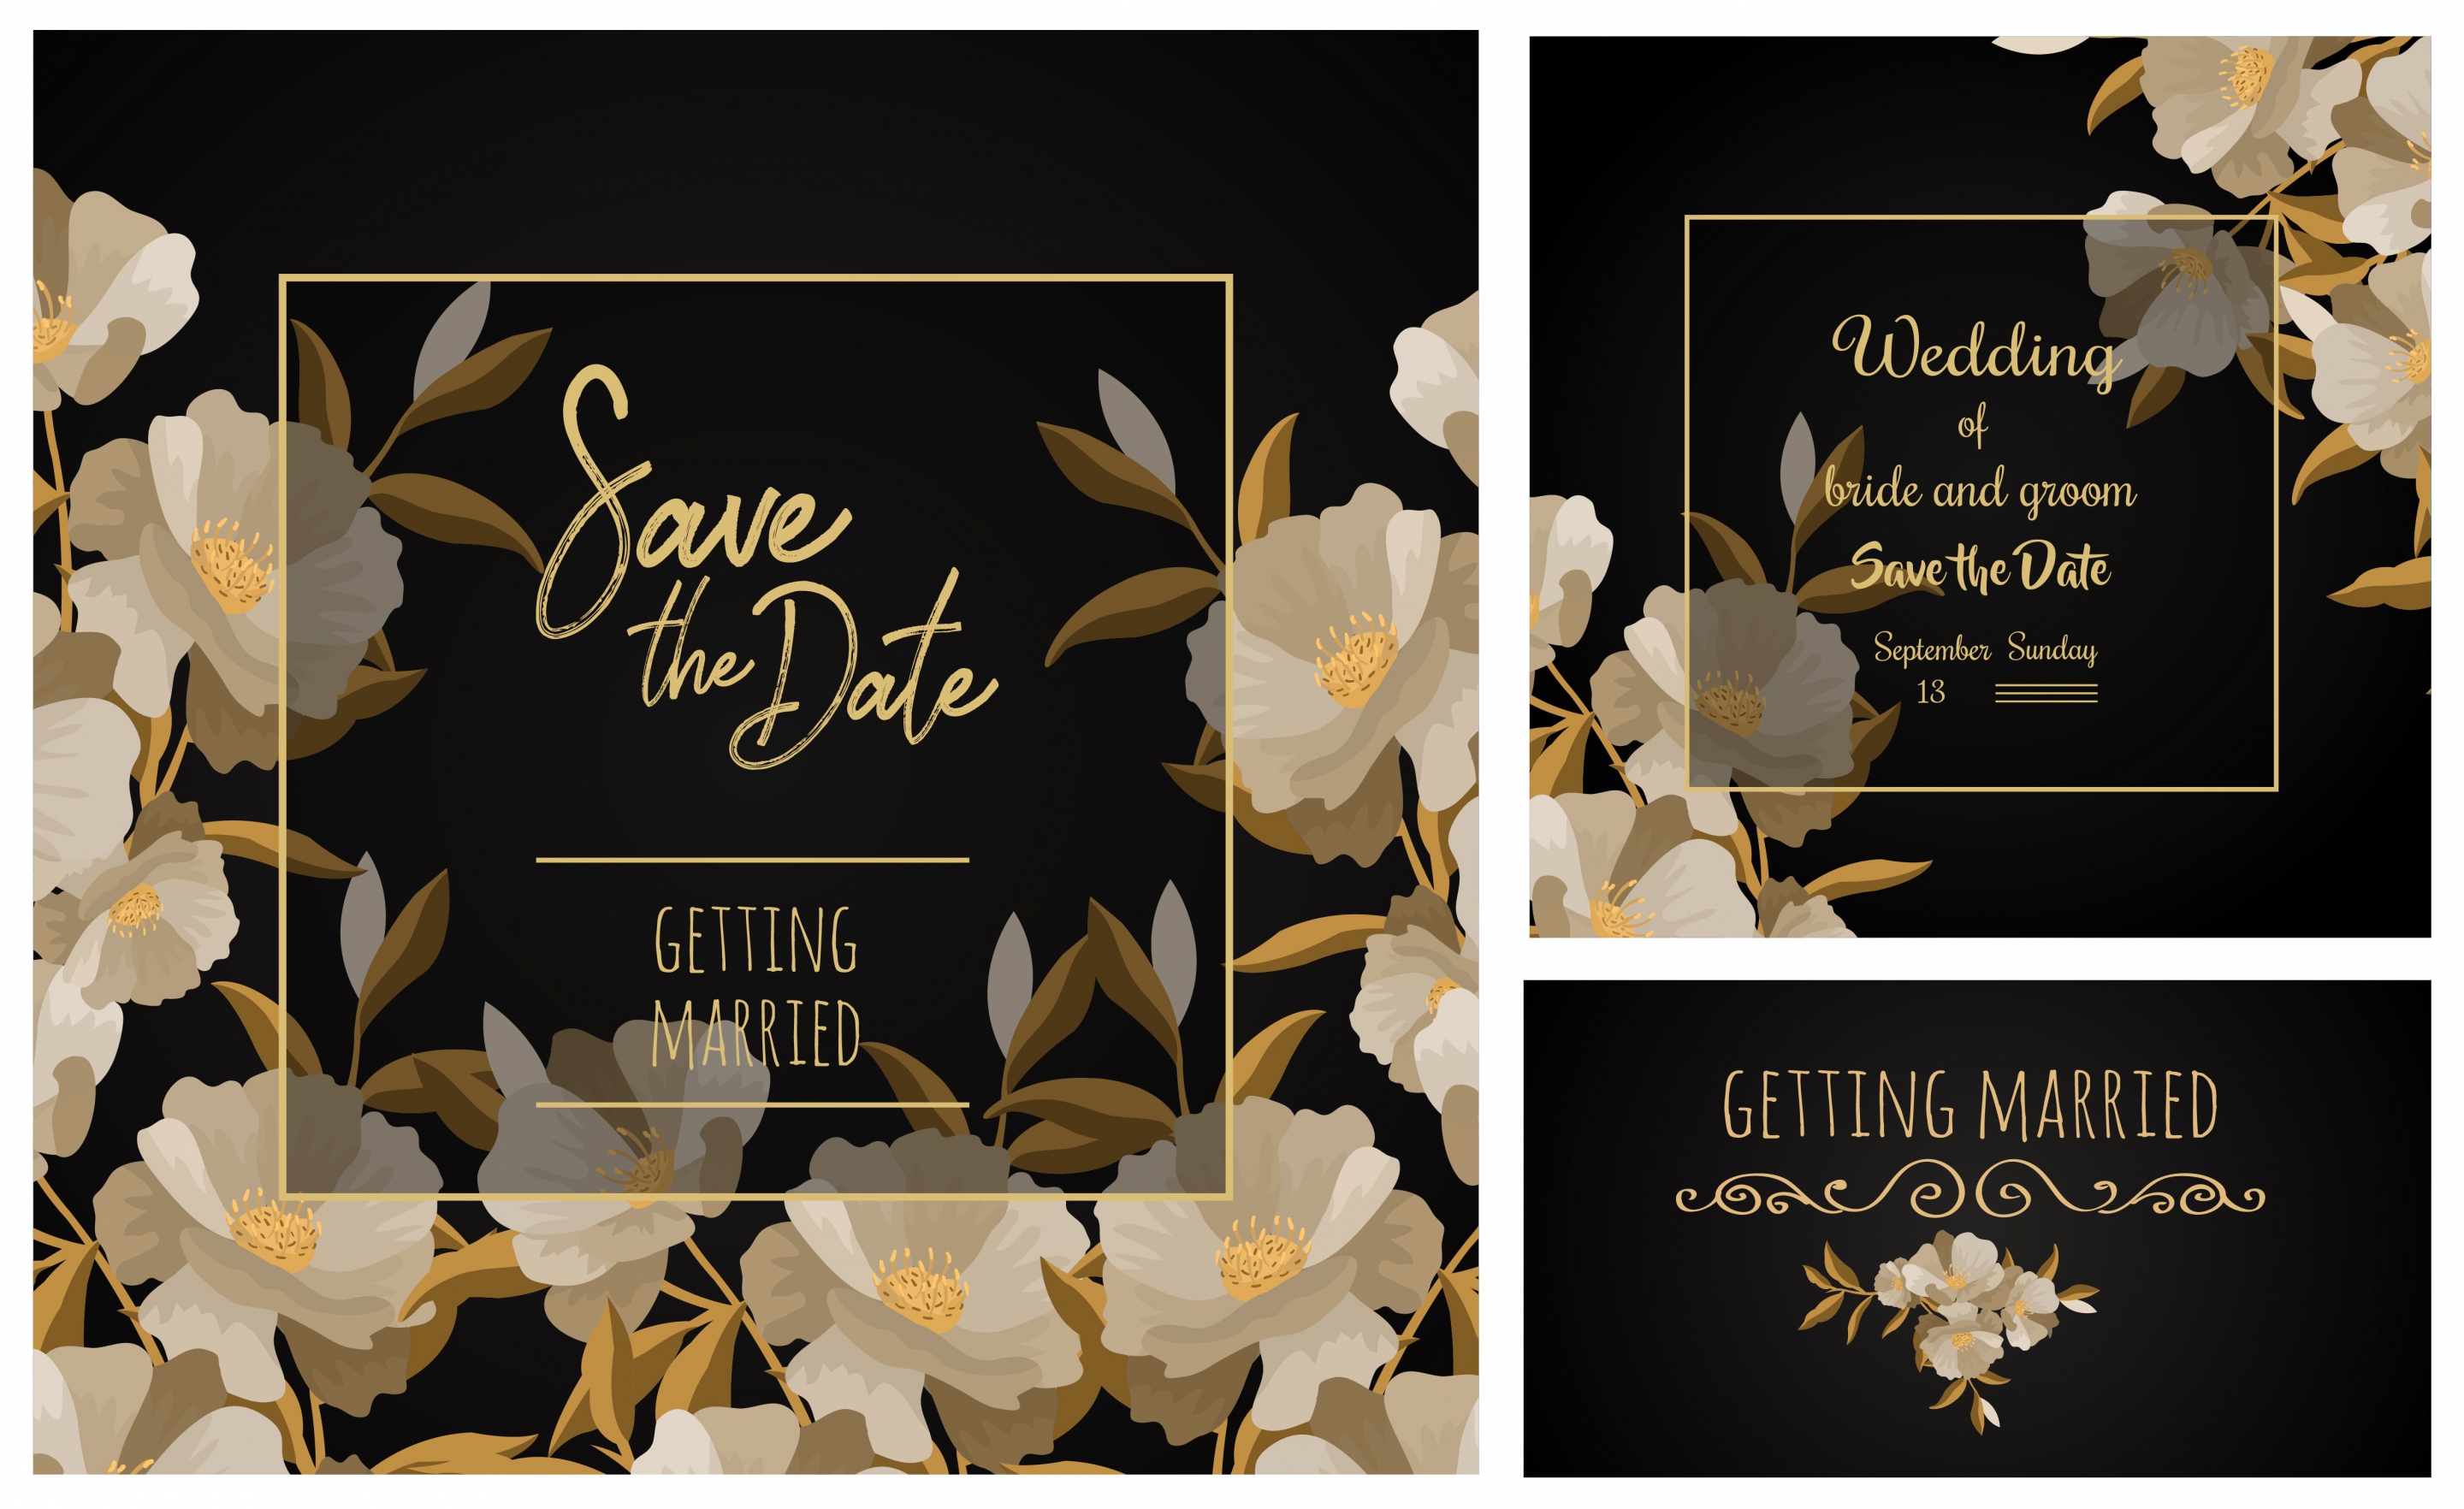 Save
the Date
GETTING
MARRIED
Wedding
of
bride and groom
Save the Date
September Sunday
13
GETTING MARRIED